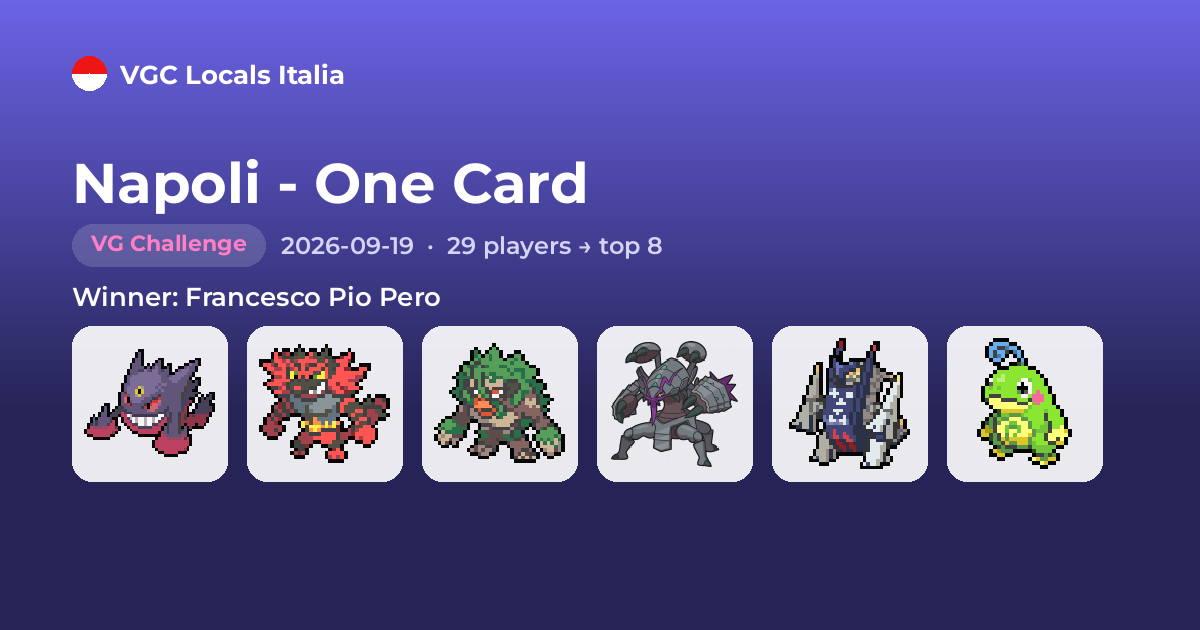 VGC Locals Italia
Napoli - One Card
VG Challenge 2026-09-19 · 29 players → top 8
Winner: Francesco Pio Pero